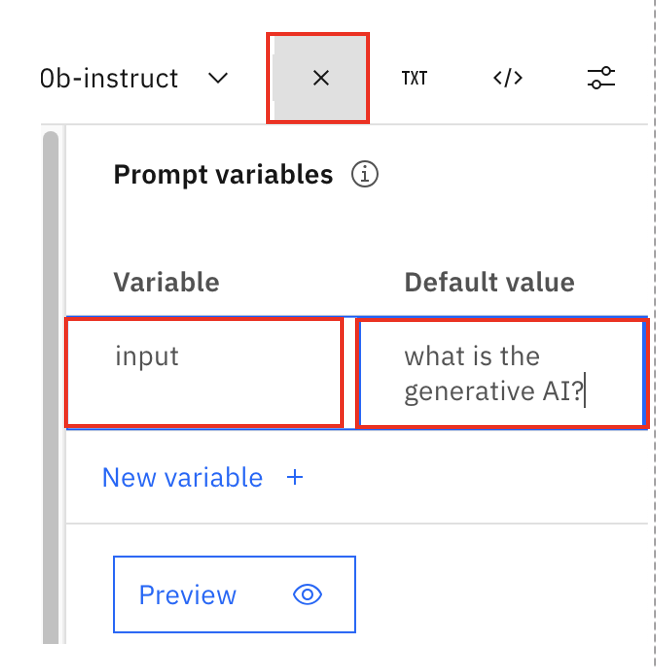 0b-instruct
TXT
</>
Prompt variables
Variable
Default value
input
what is the
generative AI?
New variable +
Preview